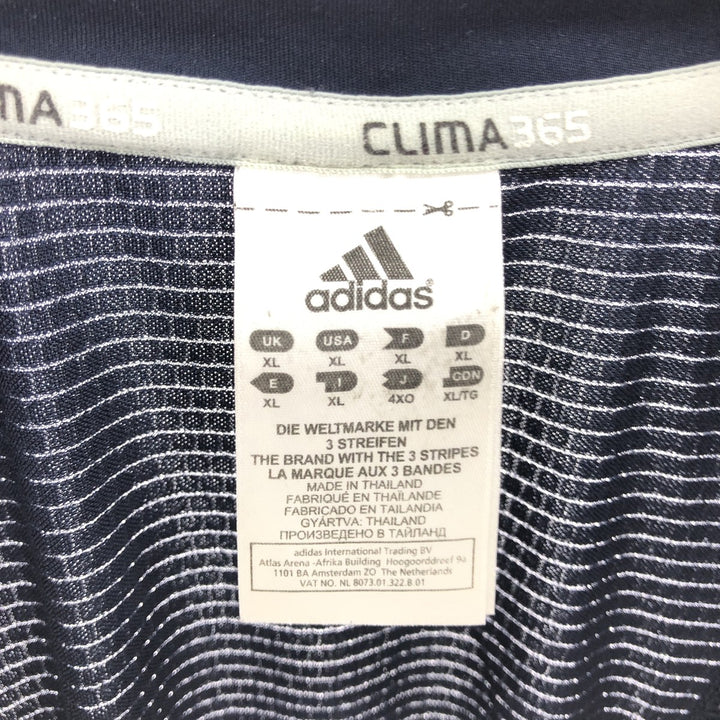 MA365
CLIMA365
adidas
UK USA F D
XL XL XL XL
E I J CDN
XL XL 4XO XL/TG
DIE WELTMARKE MIT DEN
3 STREIFEN
THE BRAND WITH THE 3 STRIPES
LA MARQUE AUX 3 BANDES
MADE IN THAILAND
FABRIQUÉ EN THAÏLANDE
FABRICADO EN TAILANDIA
GYÁRTVA: THAILAND
ПРОИЗВЕДЕНО В ТАЙЛАНД
adidas International Trading BV
Atlas Arena -Afrika Building Hoogoorddreef 9a
1101 BA Amsterdam ZO The Netherlands
VAT NO. NL 8073.01.322.B.01